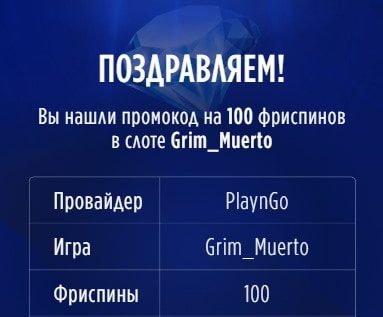 ПОЗДРАВЛЯЕМ!
Вы нашли промокод на 100 фриспинов
в слоте Grim_Muerto
Провайдер PlaynGo
Игра Grim_Muerto
Фриспины 100